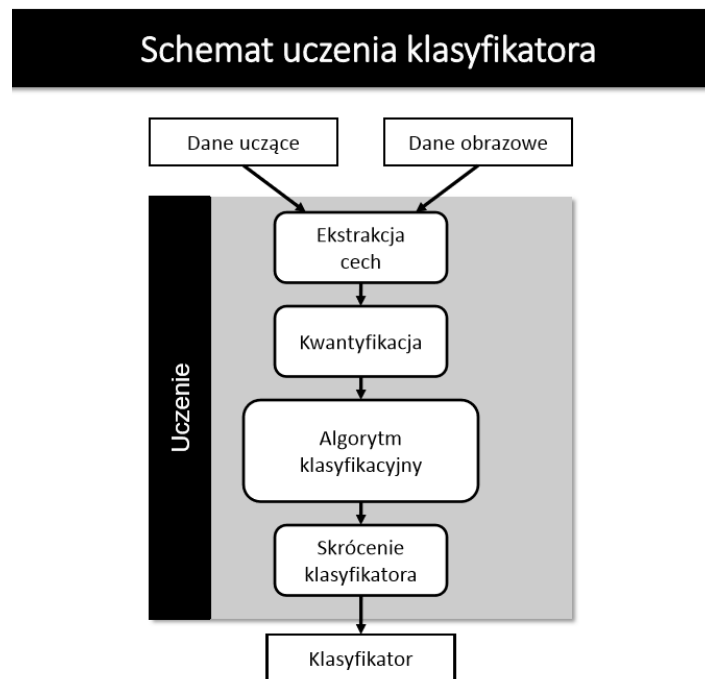 Schemat uczenia klasyfikatora
Dane uczące
Dane obrazowe
Ekstrakcja
cech
Kwantyfikacja
Uczenie
Algorytm
klasyfikacyjny
Skrócenie
klasyfikatora
Klasyfikator